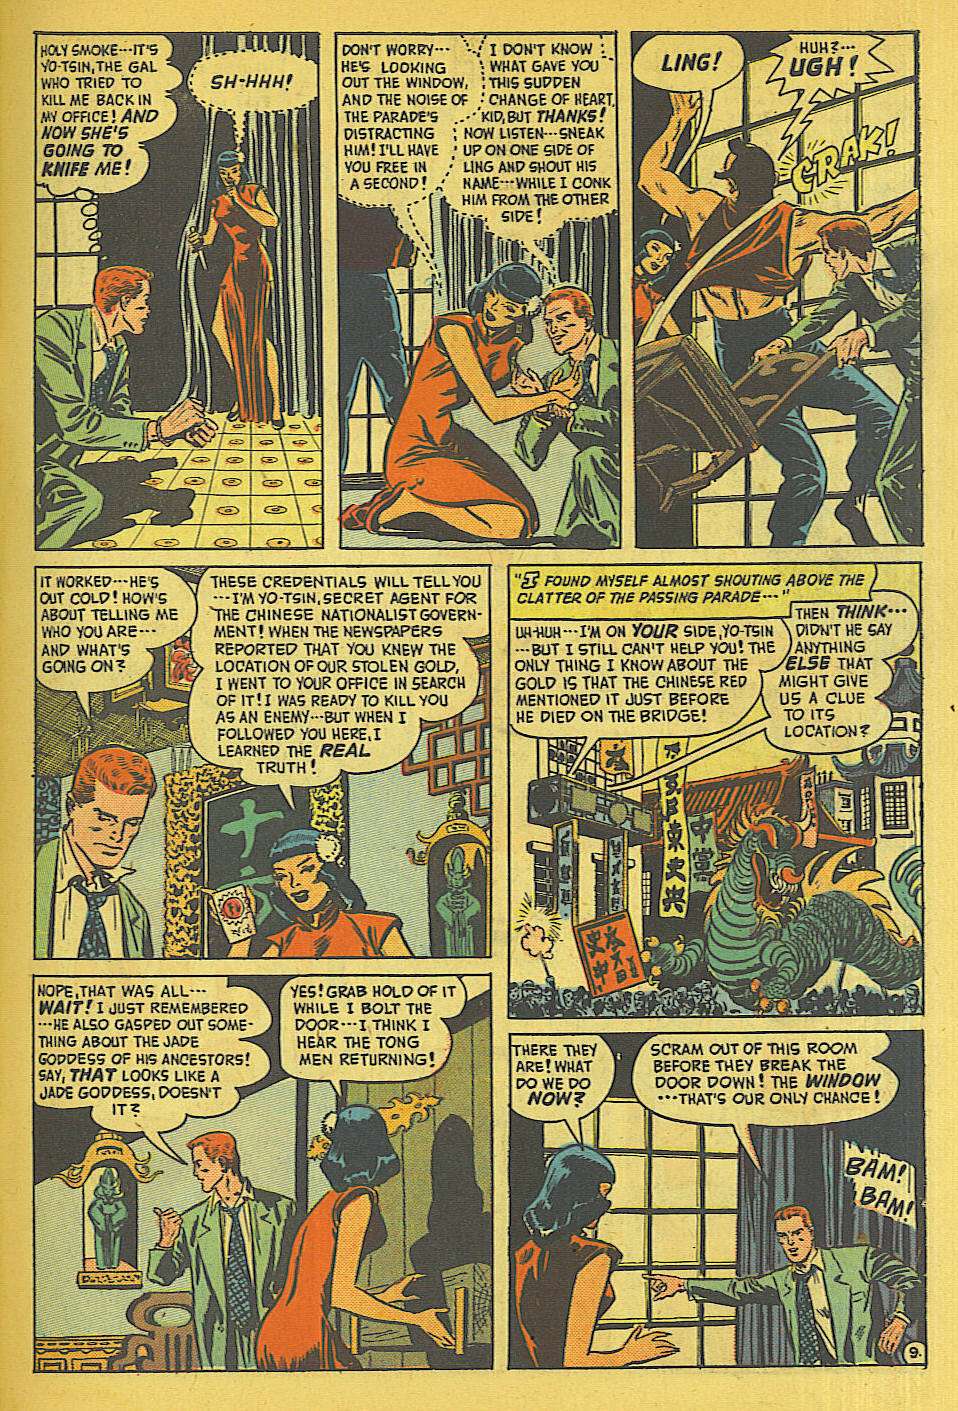 HOLY SMOKE---IT'S
YO-TSIN, THE GAL
WHO TRIED TO
KILL ME BACK IN
MY OFFICE! AND
NOW SHE'S
GOING TO
KNIFE ME!
SH-HHH!
DON'T WORRY---
HE'S LOOKING
OUT THE WINDOW,
AND THE NOISE OF
THE PARADE'S
DISTRACTING
HIM! I'LL HAVE
YOU FREE IN
A SECOND!
I DON'T KNOW
WHAT GAVE YOU
THIS SUDDEN
CHANGE OF HEART,
KID, BUT THANKS!
NOW LISTEN---SNEAK
UP ON ONE SIDE OF
LING AND SHOUT HIS
NAME---WHILE I CONK
HIM FROM THE OTHER
SIDE!
LING!
HUH?---
UGH!
CRAK!
IT WORKED---HE'S
OUT COLD! HOW'S
ABOUT TELLING ME
WHO YOU ARE---
AND WHAT'S
GOING ON?
THESE CREDENTIALS WILL TELL YOU
---I'M YO-TSIN, SECRET AGENT FOR
THE CHINESE NATIONALIST GOVERN-
MENT! WHEN THE NEWSPAPERS
REPORTED THAT YOU KNEW THE
LOCATION OF OUR STOLEN GOLD,
I WENT TO YOUR OFFICE IN SEARCH
OF IT! I WAS READY TO KILL YOU
AS AN ENEMY---BUT WHEN I
FOLLOWED YOU HERE, I
LEARNED THE REAL
TRUTH!
"I FOUND MYSELF ALMOST SHOUTING ABOVE THE
CLATTER OF THE PASSING PARADE---"
UH-HUH---I'M ON YOUR SIDE, YO-TSIN
---BUT I STILL CAN'T HELP YOU! THE
ONLY THING I KNOW ABOUT THE
GOLD IS THAT THE CHINESE RED
MENTIONED IT JUST BEFORE
HE DIED ON THE BRIDGE!
THEN THINK---
DIDN'T HE SAY
ANYTHING
ELSE THAT
MIGHT GIVE
US A CLUE
TO ITS
LOCATION?
NOPE, THAT WAS ALL---
WAIT! I JUST REMEMBERED
---HE ALSO GASPED OUT SOME-
THING ABOUT THE JADE
GODDESS OF HIS ANCESTORS!
SAY, THAT LOOKS LIKE A
JADE GODDESS, DOESN'T
IT?
YES! GRAB HOLD OF IT
WHILE I BOLT THE
DOOR---I THINK I
HEAR THE TONG
MEN RETURNING!
THERE THEY
ARE! WHAT
DO WE DO
NOW?
SCRAM OUT OF THIS ROOM
BEFORE THEY BREAK THE
DOOR DOWN! THE WINDOW
---THAT'S OUR ONLY CHANCE!
BAM!
BAM!
9.